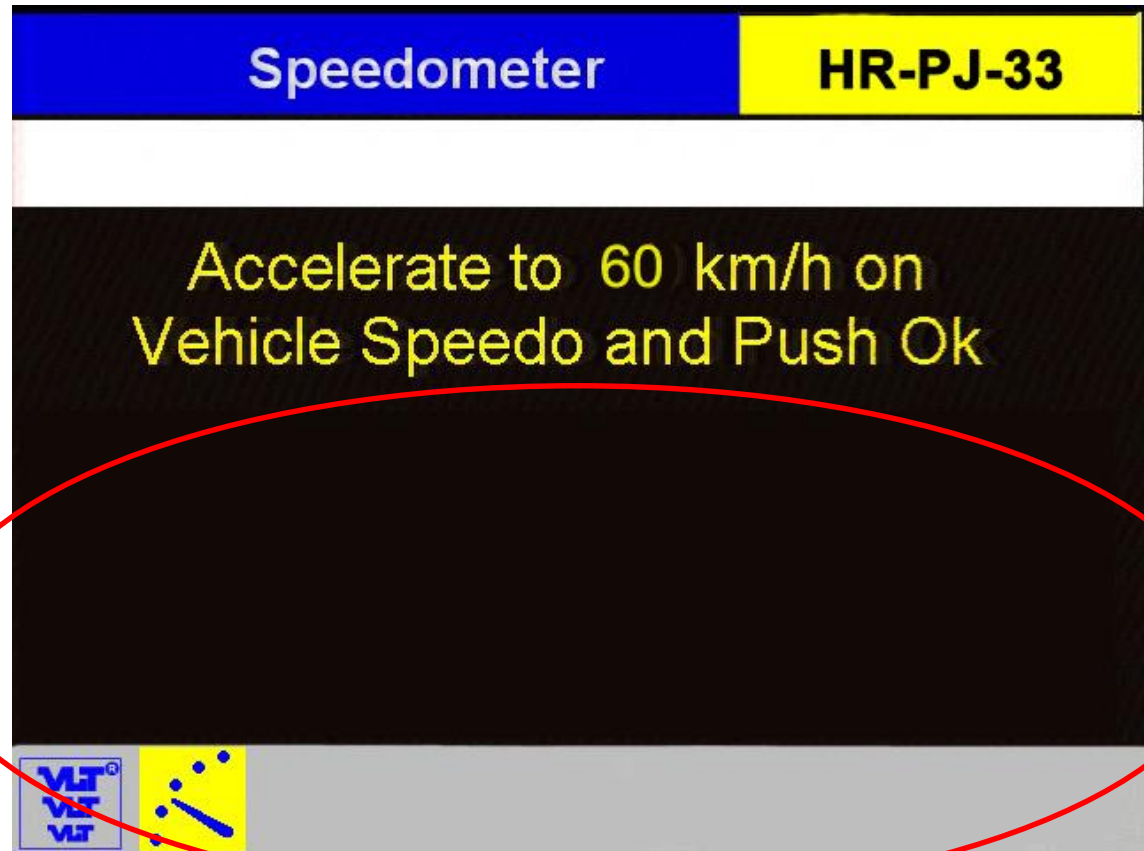 Speedometer HR-PJ-33
Accelerate to 60 km/h on
Vehicle Speedo and Push Ok
VLT®
VLT
VLT